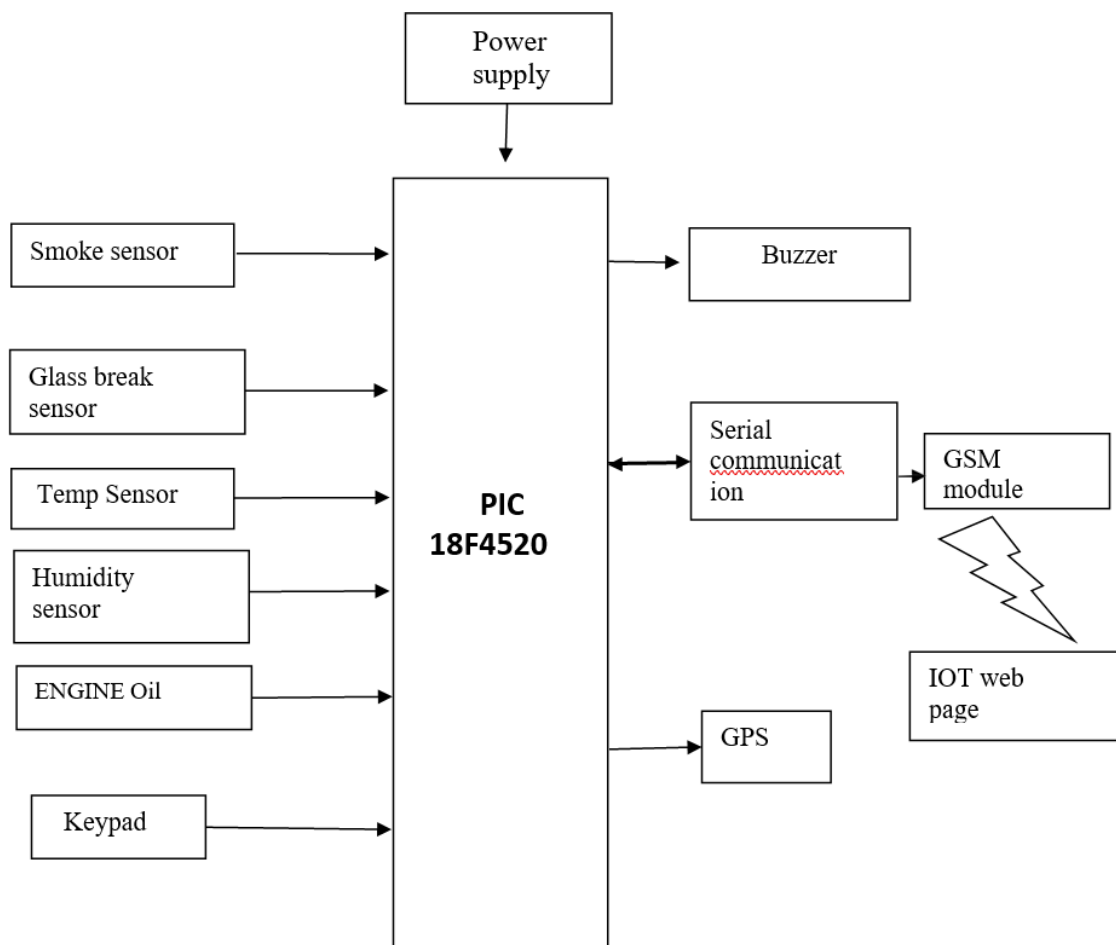 Power
supply
Smoke sensor
Buzzer
Glass break
sensor
Serial
communicat
ion
GSM
module
Temp Sensor
PIC
18F4520
Humidity
sensor
ENGINE Oil
IOT web
page
GPS
Keypad